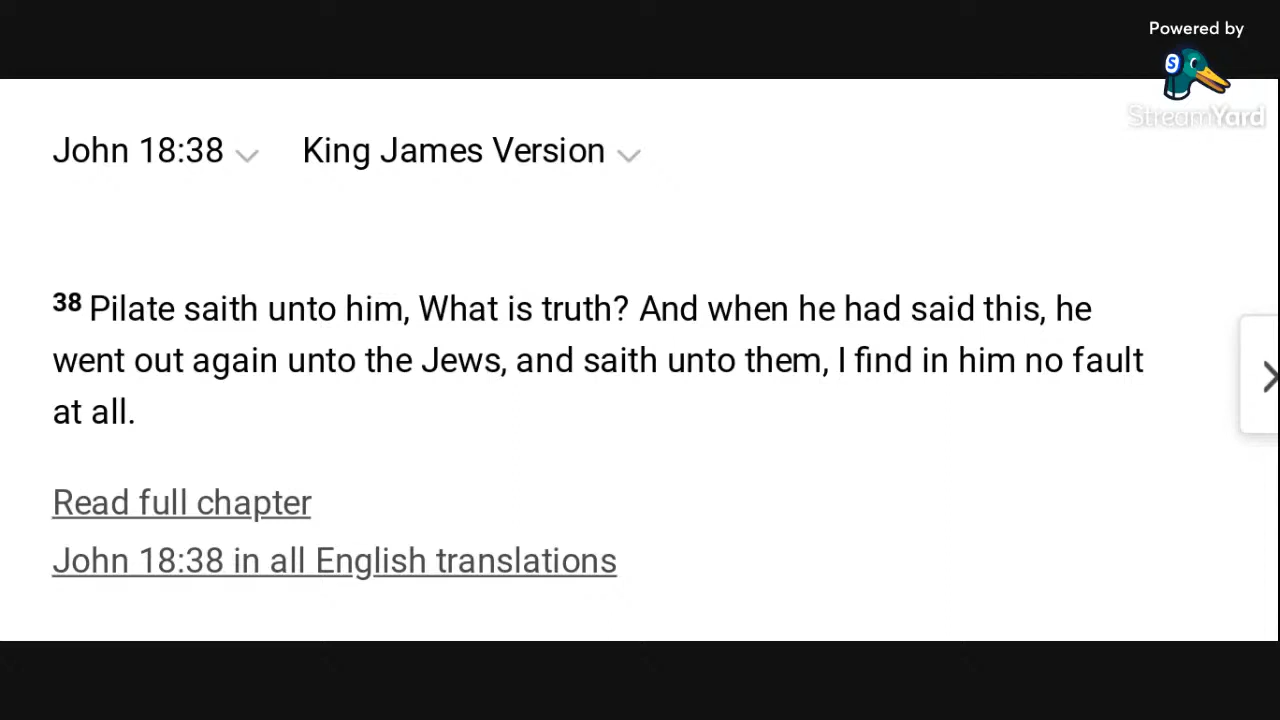 Powered by
S
StreamYard
John 18:38 King James Version
38 Pilate saith unto him, What is truth? And when he had said this, he
went out again unto the Jews, and saith unto them, I find in him no fault
at all.
Read full chapter
John 18:38 in all English translations